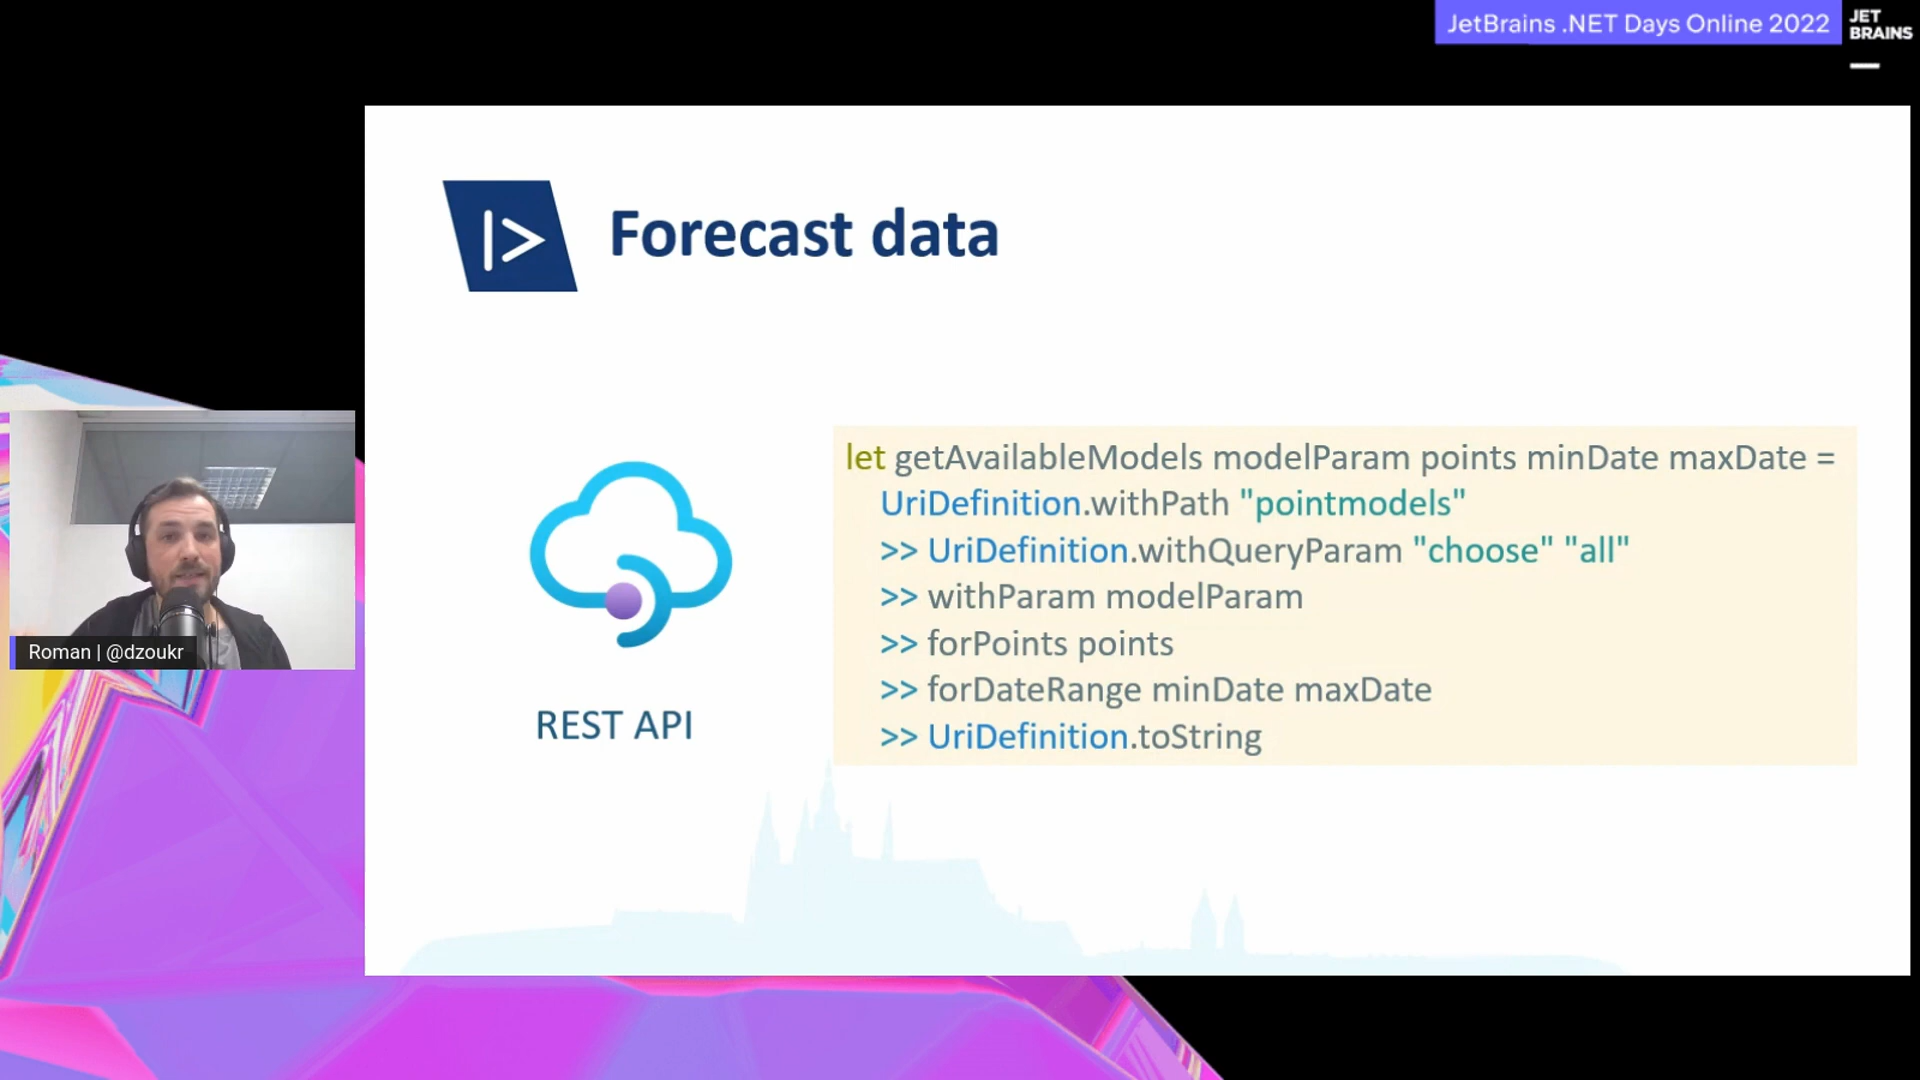 JetBrains .NET Days Online 2022
JET
BRAINS
|> Forecast data
let getAvailableModels modelParam points minDate maxDate =
UriDefinition.withPath "pointmodels"
>> UriDefinition.withQueryParam "choose" "all"
>> withParam modelParam
>> forPoints points
>> forDateRange minDate maxDate
>> UriDefinition.toString
REST API
Roman | @dzoukr